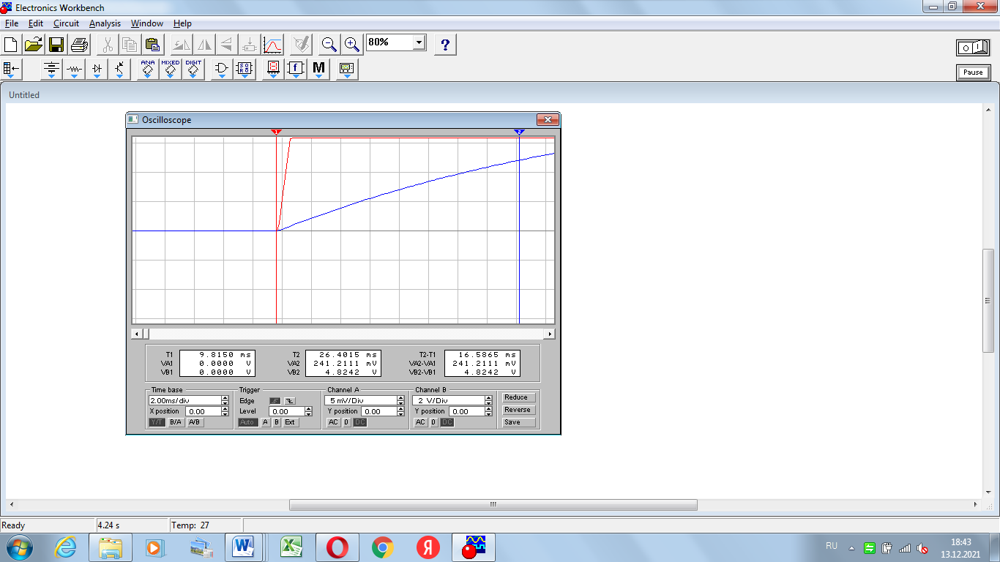 Electronics Workbench
File Edit Circuit Analysis Window Help
80% ?
ANA MIXED DIGIT M
Pause
Untitled
Oscilloscope
1 2
T1 9.8150 ms T2 26.4015 ms T2-T1 16.5865 ms
VA1 0.0000 V VA2 241.2111 mV VA2-VA1 241.2111 mV
VB1 0.0000 V VB2 4.8242 V VB2-VB1 4.8242 V
Time base Trigger Channel A Channel B
2.00ms/div Edge 5 mV/Div 2 V/Div Reduce
X position 0.00 Level 0.00 Y position 0.00 Y position 0.00 Reverse
Y/T B/A A/B Auto A B Ext AC 0 DC AC 0 DC Save
Ready 4.24 s Temp: 27
RU 18:43
13.12.2021